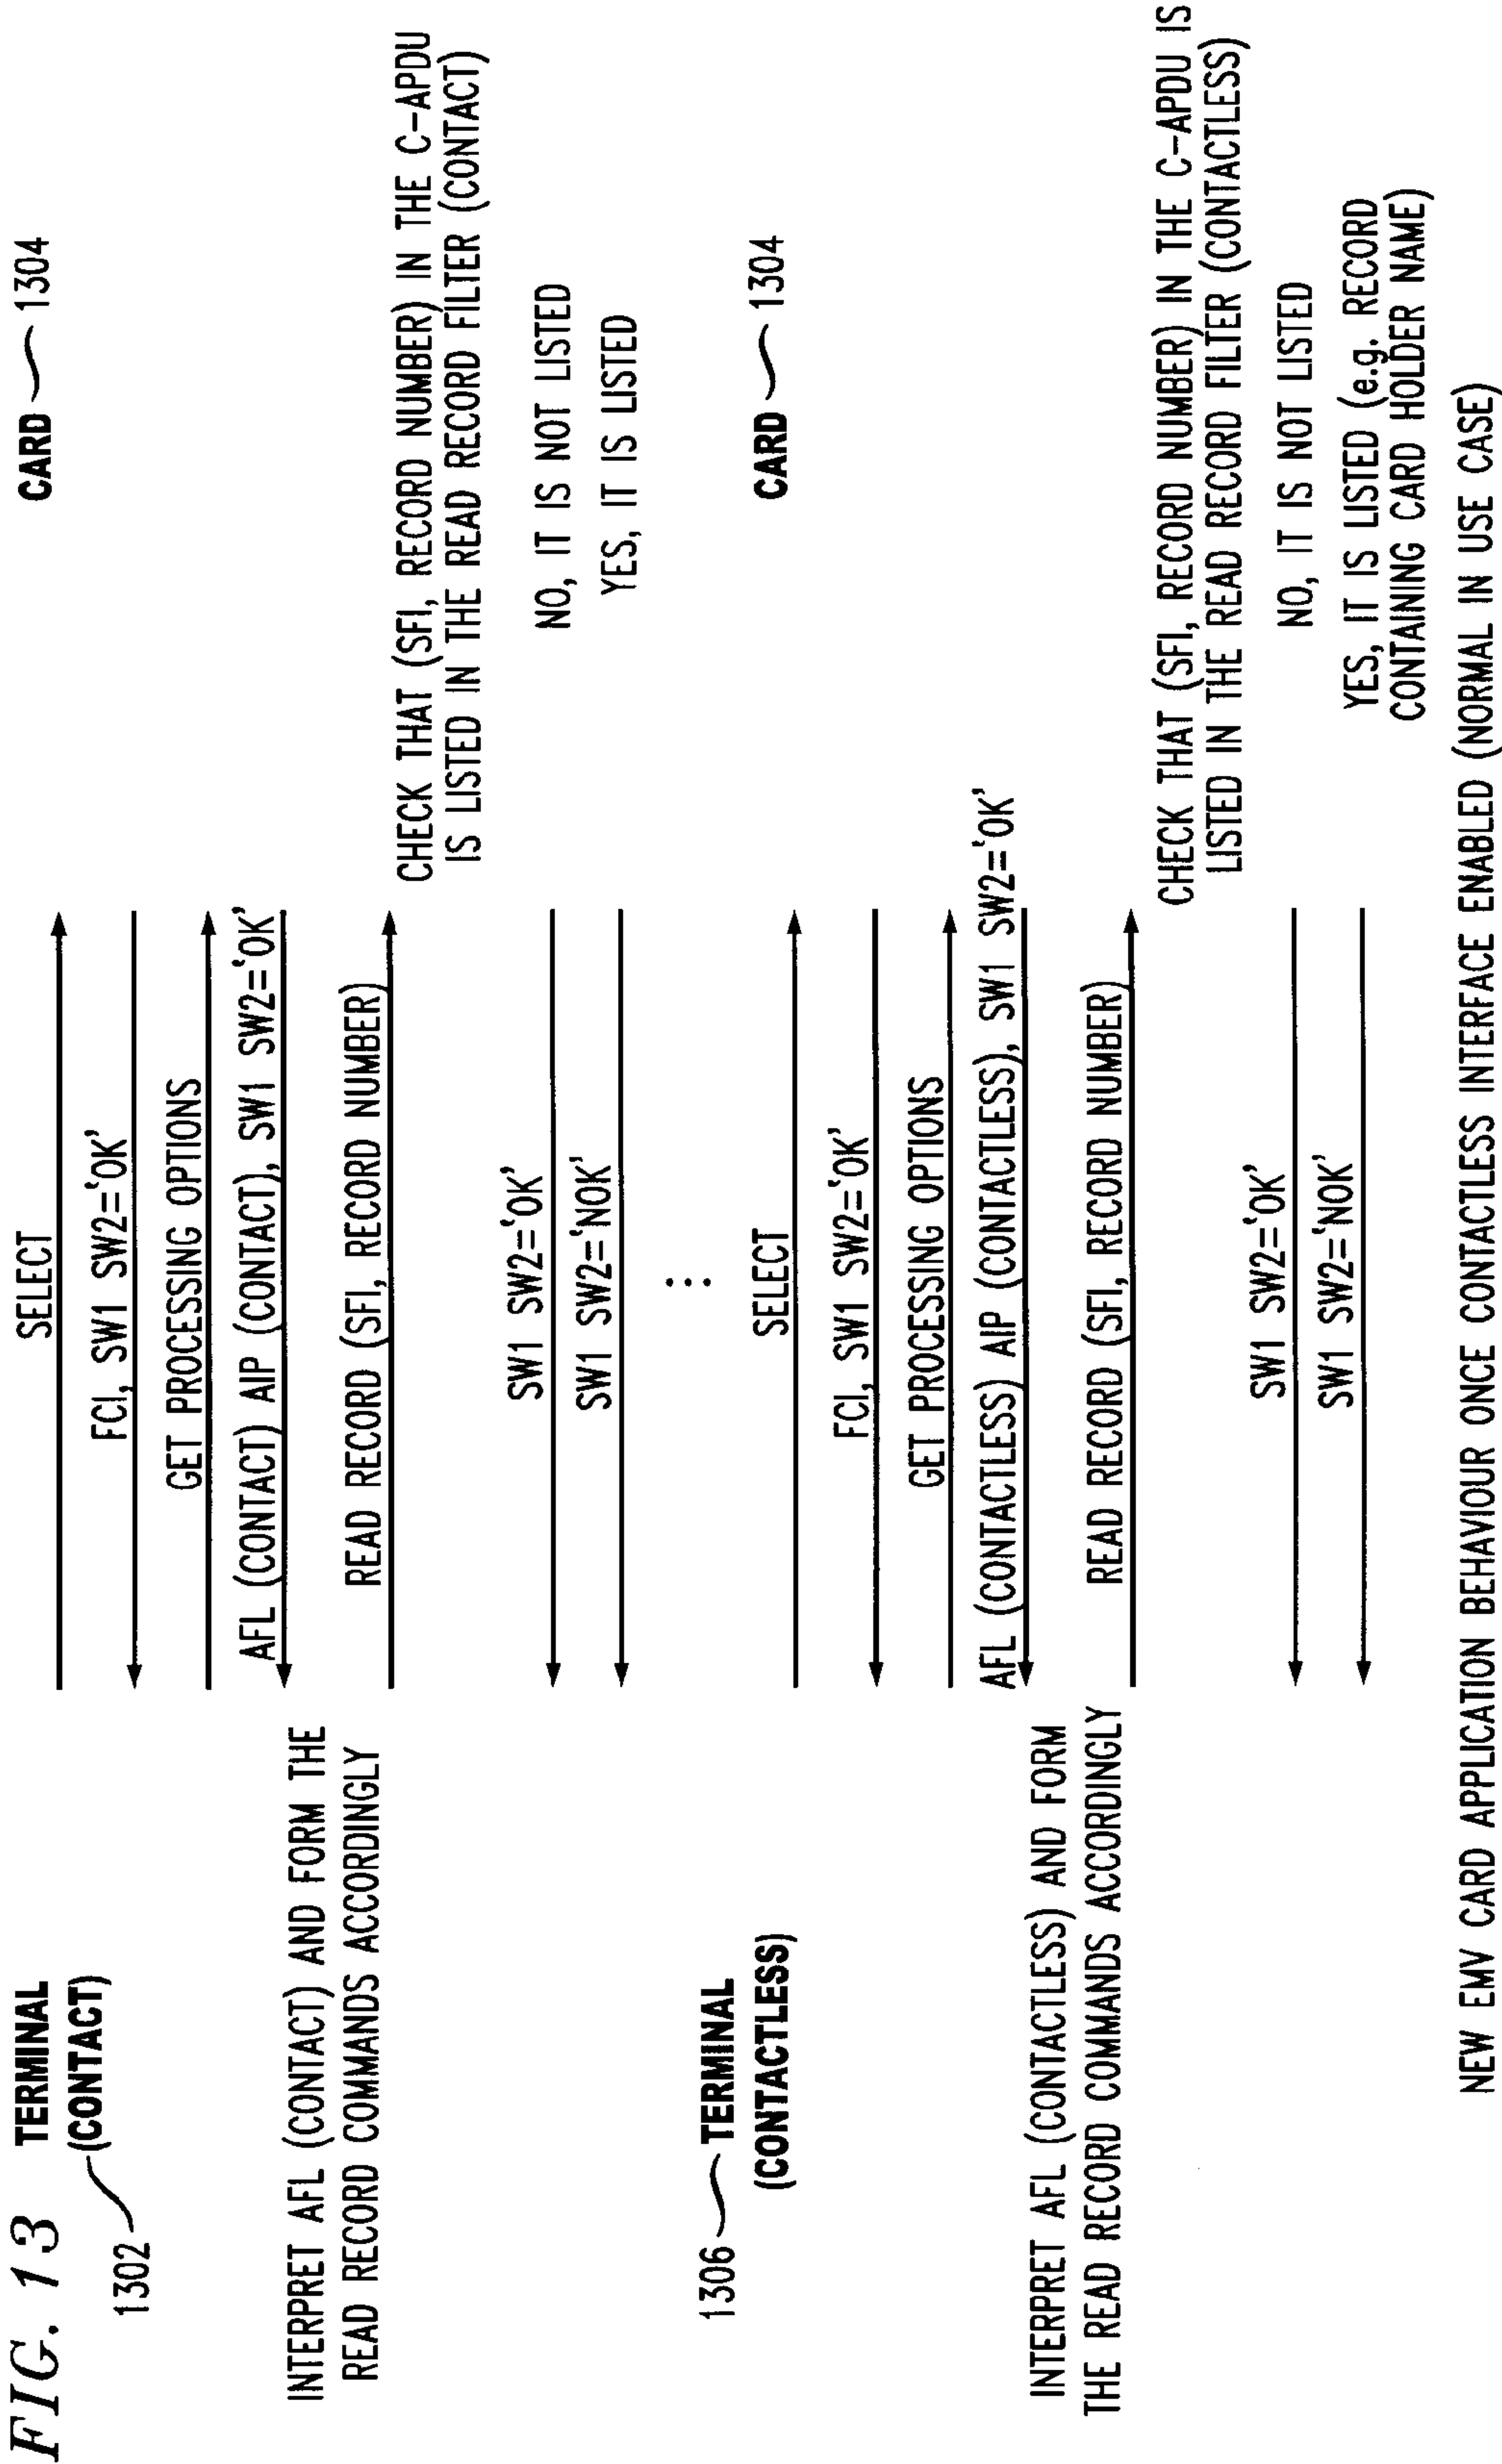 FIG. 13
TERMINAL
(CONTACT)
1302
CARD 1304
SELECT
FCI, SW1 SW2='OK'
GET PROCESSING OPTIONS
AFL (CONTACT) AIP (CONTACT), SW1 SW2='OK'
INTERPRET AFL (CONTACT) AND FORM THE
READ RECORD COMMANDS ACCORDINGLY
READ RECORD (SFI, RECORD NUMBER)
CHECK THAT (SFI, RECORD NUMBER) IN THE C-APDU
IS LISTED IN THE READ RECORD FILTER (CONTACT)
SW1 SW2='OK'
NO, IT IS NOT LISTED
SW1 SW2='NOK'
YES, IT IS LISTED
1306 TERMINAL
(CONTACTLESS)
CARD 1304
SELECT
FCI, SW1 SW2='OK'
GET PROCESSING OPTIONS
AFL (CONTACTLESS) AIP (CONTACTLESS), SW1 SW2='OK'
INTERPRET AFL (CONTACTLESS) AND FORM
THE READ RECORD COMMANDS ACCORDINGLY
READ RECORD (SFI, RECORD NUMBER)
CHECK THAT (SFI, RECORD NUMBER) IN THE C-APDU IS
LISTED IN THE READ RECORD FILTER (CONTACTLESS)
SW1 SW2='OK'
NO, IT IS NOT LISTED
SW1 SW2='NOK'
YES, IT IS LISTED (e.g. RECORD
CONTAINING CARD HOLDER NAME)
NEW EMV CARD APPLICATION BEHAVIOUR ONCE CONTACTLESS INTERFACE ENABLED (NORMAL IN USE CASE)